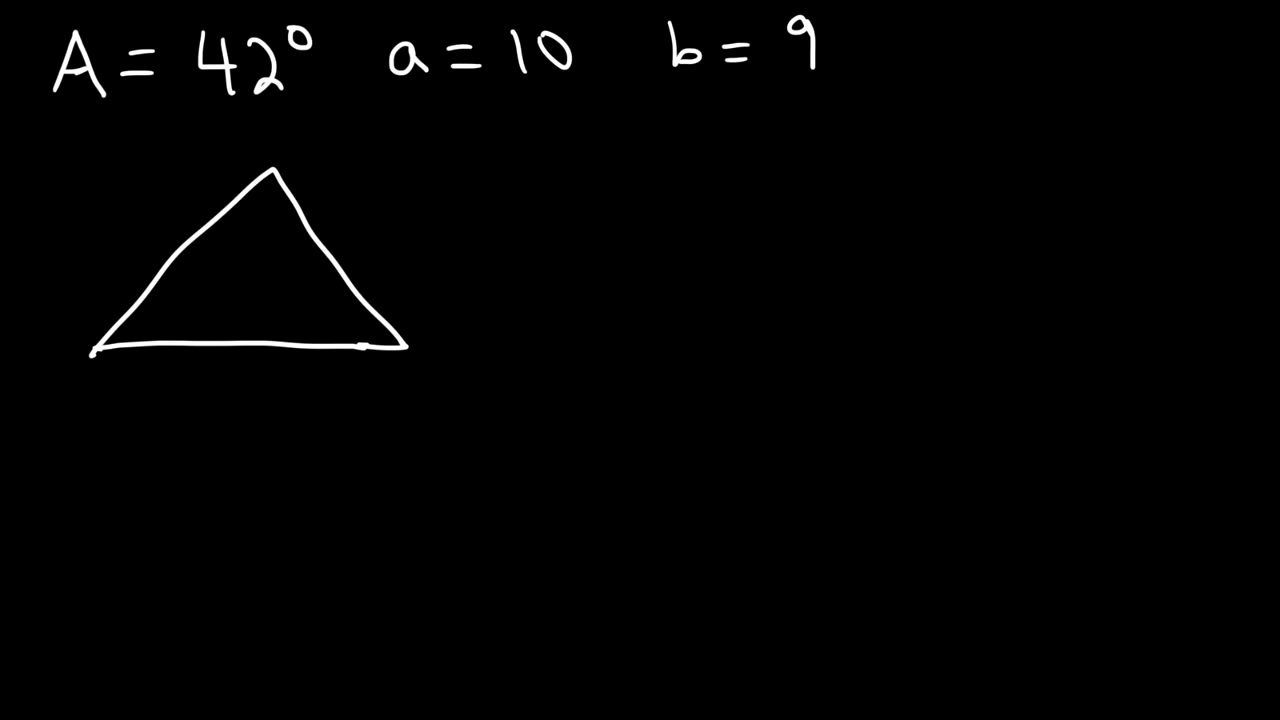 A = 42° a = 10 b = 9